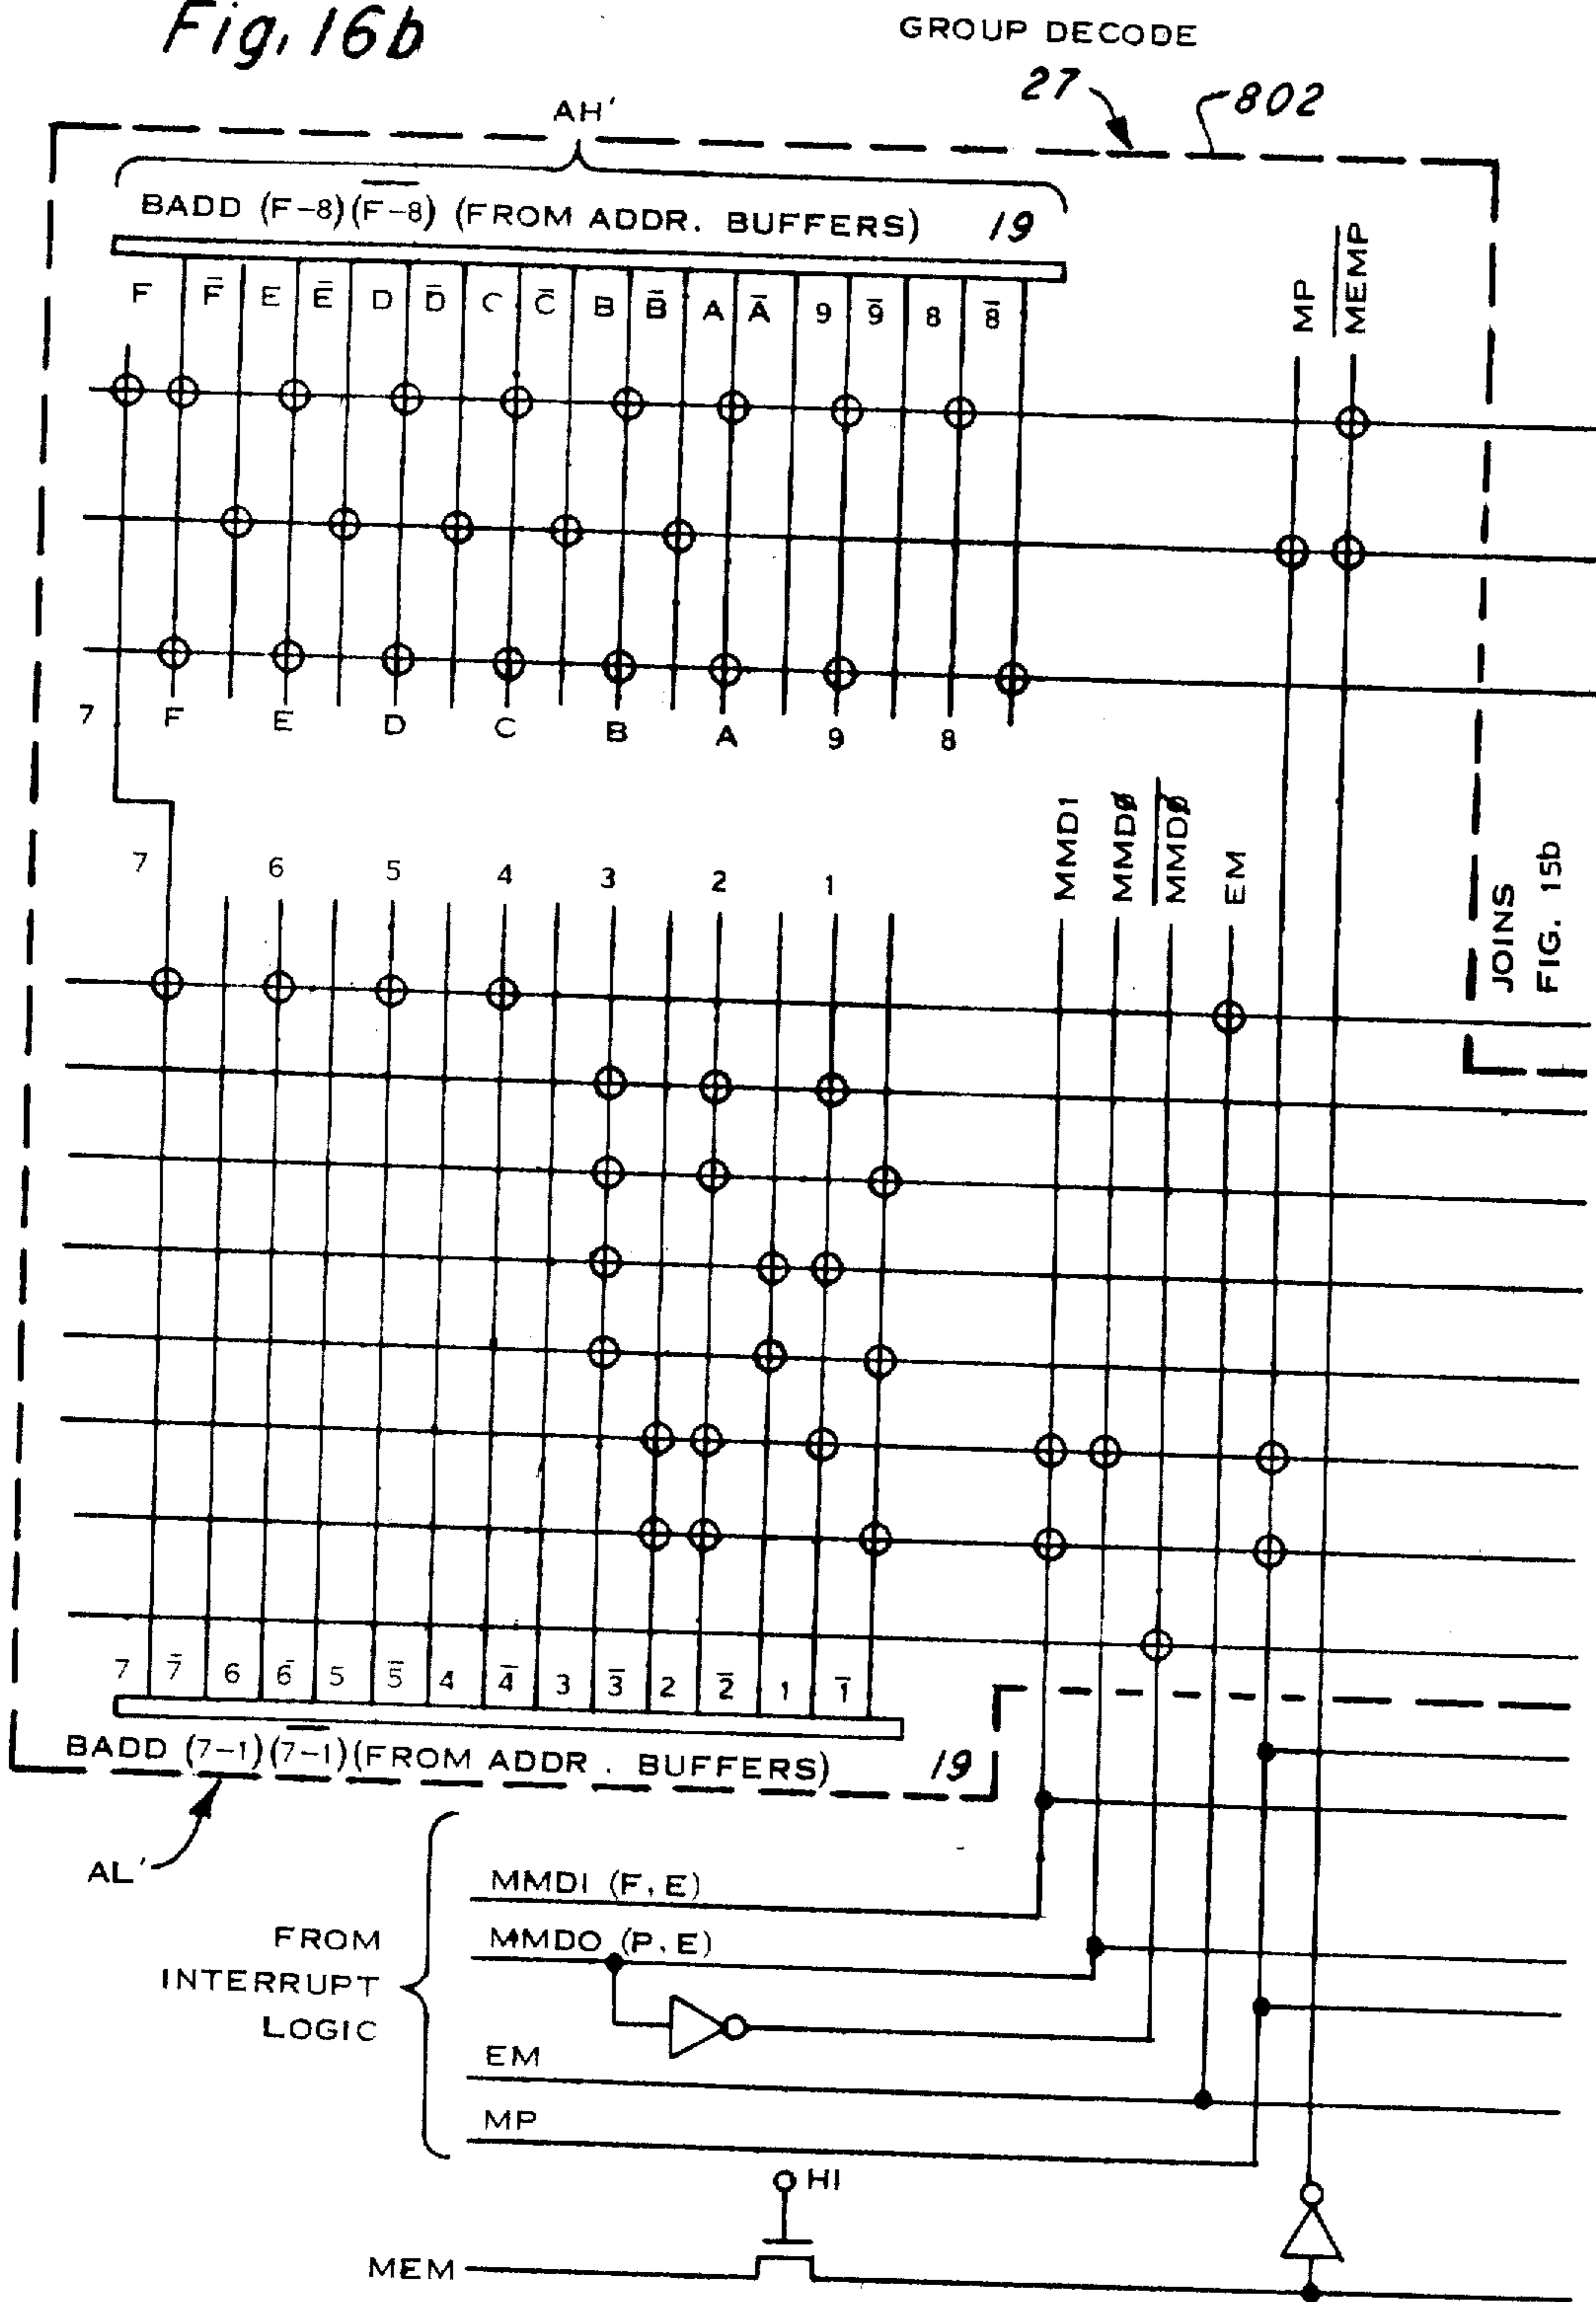 Fig. 16b
GROUP DECODE
27
802
AH'
BADD (F-8)(F̅-̅8̅) (FROM ADDR. BUFFERS) 19
F F̅ E E̅ D D̅ C C̅ B B̅ A A̅ 9 9̅ 8 8̅
MP
M̅E̅M̅P̅
7 F E D C B A 9 8
7 6 5 4 3 2 1
MMD1
MMDØ
M̅M̅D̅Ø̅
EM
JOINS
FIG. 15b
7 7̅ 6 6̅ 5 5̅ 4 4̅ 3 3̅ 2 2̅ 1 1̅
BADD (7-1)(7̅-̅1̅)(FROM ADDR. BUFFERS) 19
AL'
FROM
INTERRUPT
LOGIC
MMDI (F, E)
MMDO (P, E)
EM
MP
HI
MEM